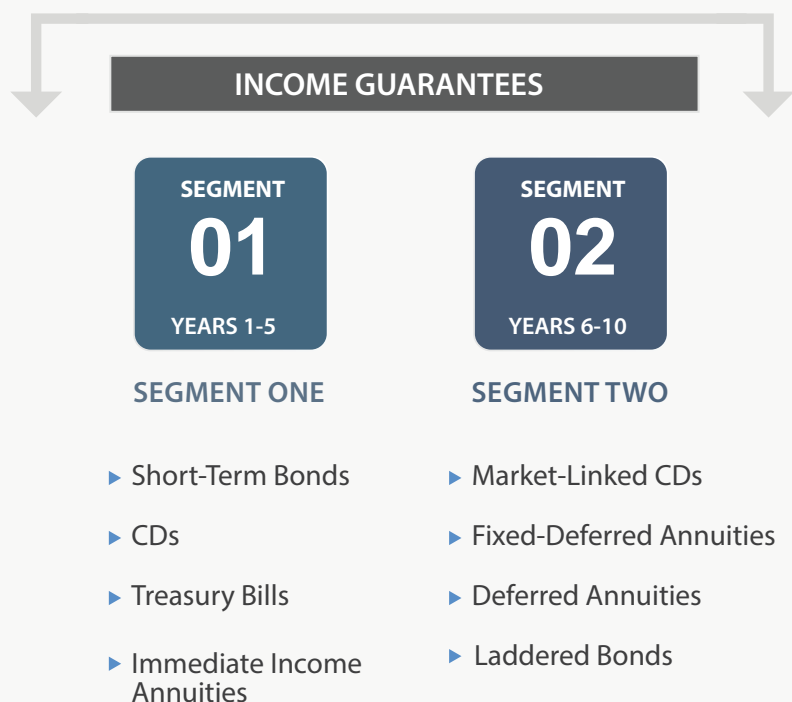 INCOME GUARANTEES
SEGMENT
01
YEARS 1-5
SEGMENT ONE
Short-Term Bonds
CDs
Treasury Bills
Immediate Income
Annuities
SEGMENT
02
YEARS 6-10
SEGMENT TWO
Market-Linked CDs
Fixed-Deferred Annuities
Deferred Annuities
Laddered Bonds